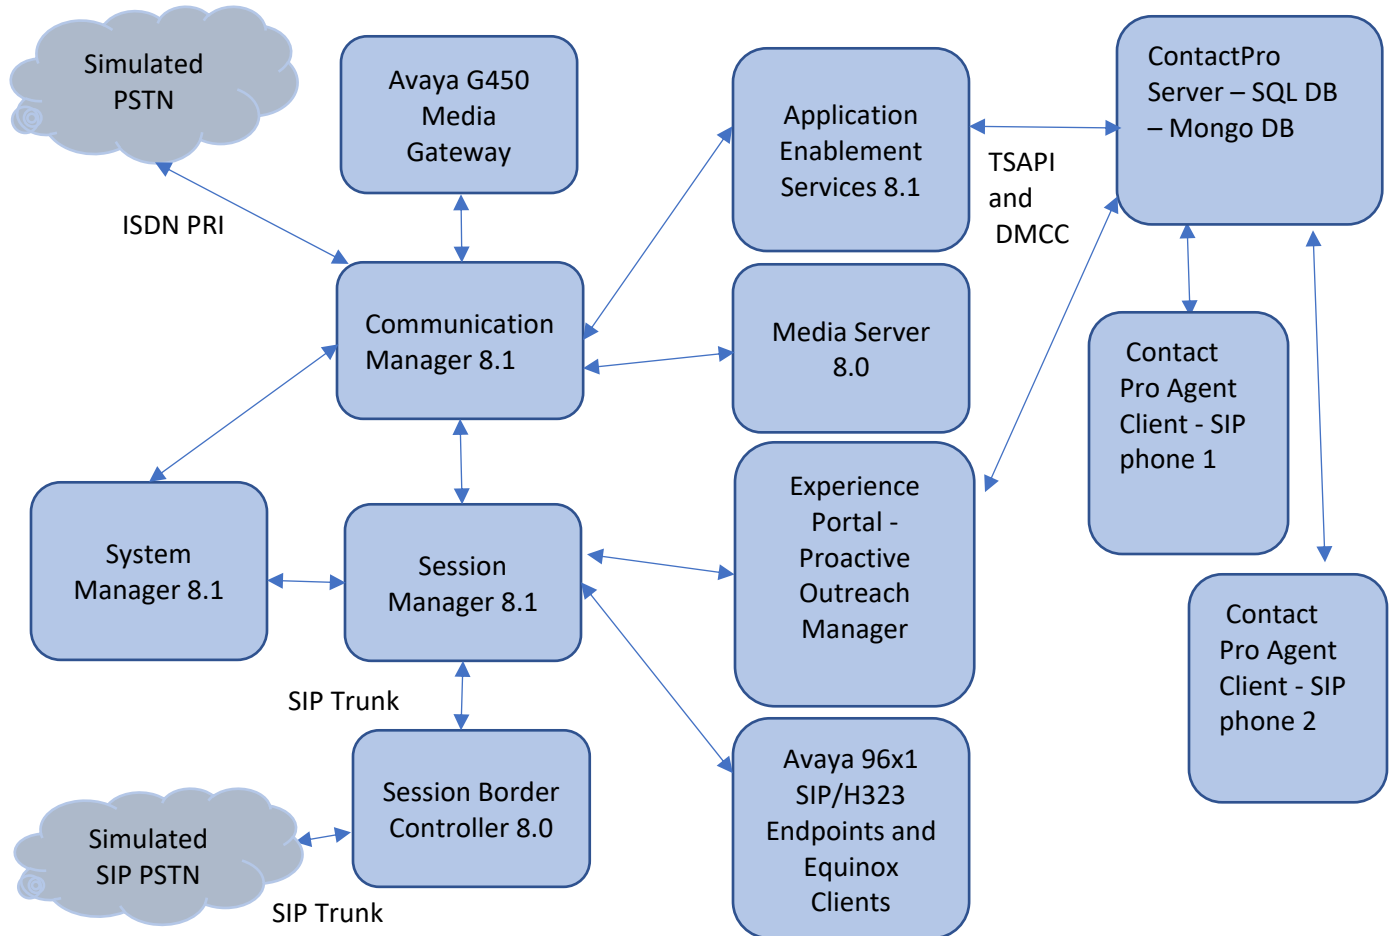 Simulated
PSTN
Avaya G450
Media
Gateway
Application
Enablement
Services 8.1
ContactPro
Server – SQL DB
– Mongo DB
TSAPI
and
DMCC
ISDN PRI
Communication
Manager 8.1
Media Server
8.0
Contact
Pro Agent
Client - SIP
phone 1
System
Manager 8.1
Session
Manager 8.1
Experience
Portal -
Proactive
Outreach
Manager
Contact
Pro Agent
Client - SIP
phone 2
SIP Trunk
Session Border
Controller 8.0
Avaya 96x1
SIP/H323
Endpoints and
Equinox
Clients
Simulated
SIP PSTN
SIP Trunk